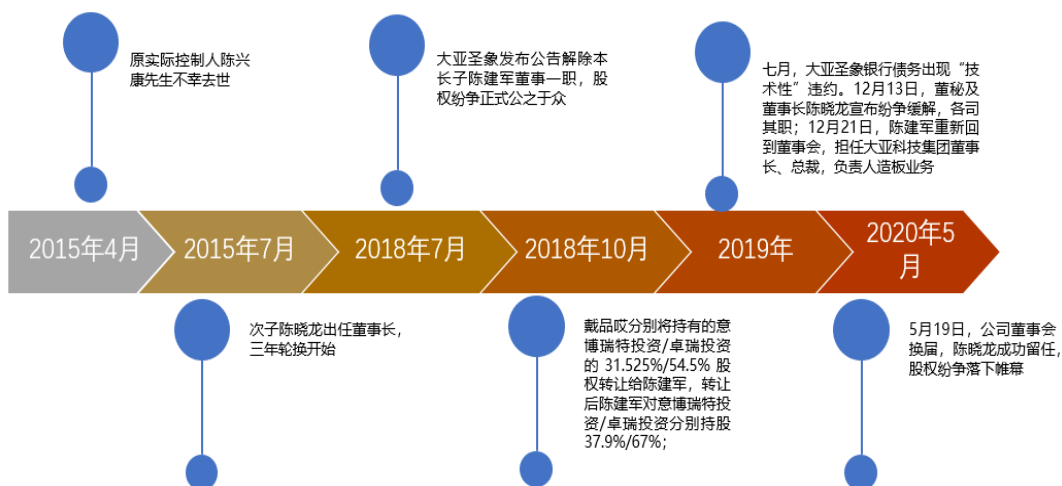 原实际控制人陈兴
康先生不幸去世
大亚圣象发布公告解除本
长子陈建军董事一职，股
权纷争正式公之于众
七月，大亚圣象银行债务出现“技
术性”违约。12月13日，董秘及
董事长陈晓龙宣布纷争缓解，各司
其职；12月21日，陈建军重新回
到董事会，担任大亚科技集团董事
长、总裁，负责人造板业务
2015年4月
2015年7月
2018年7月
2018年10月
2019年
2020年5
月
次子陈晓龙出任董事长，
三年轮换开始
戴品哎分别将持有的意
博瑞特投资/卓瑞投资
的 31.525%/54.5% 股
权转让给陈建军，转让
后陈建军对意博瑞特投
资/卓瑞投资分别持股
37.9%/67%；
5月19日，公司董事会
换届，陈晓龙成功留任，
股权纷争落下帷幕